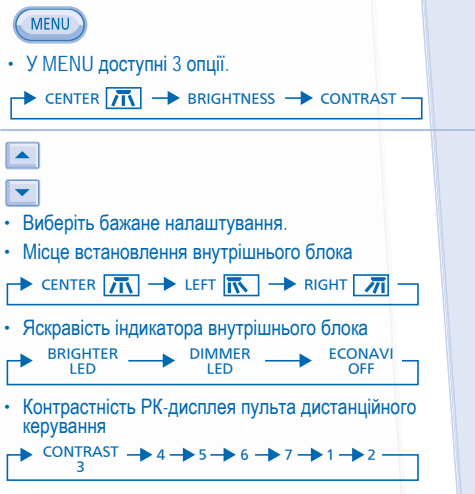 MENU
• У MENU доступні 3 опції.
CENTER BRIGHTNESS CONTRAST
• Виберіть бажане налаштування.
• Місце встановлення внутрішнього блока
CENTER LEFT RIGHT
• Яскравість індикатора внутрішнього блока
BRIGHTER DIMMER ECONAVI
LED LED OFF
• Контрастність РК-дисплея пульта дистанційного
керування
CONTRAST 4 5 6 7 1 2
3